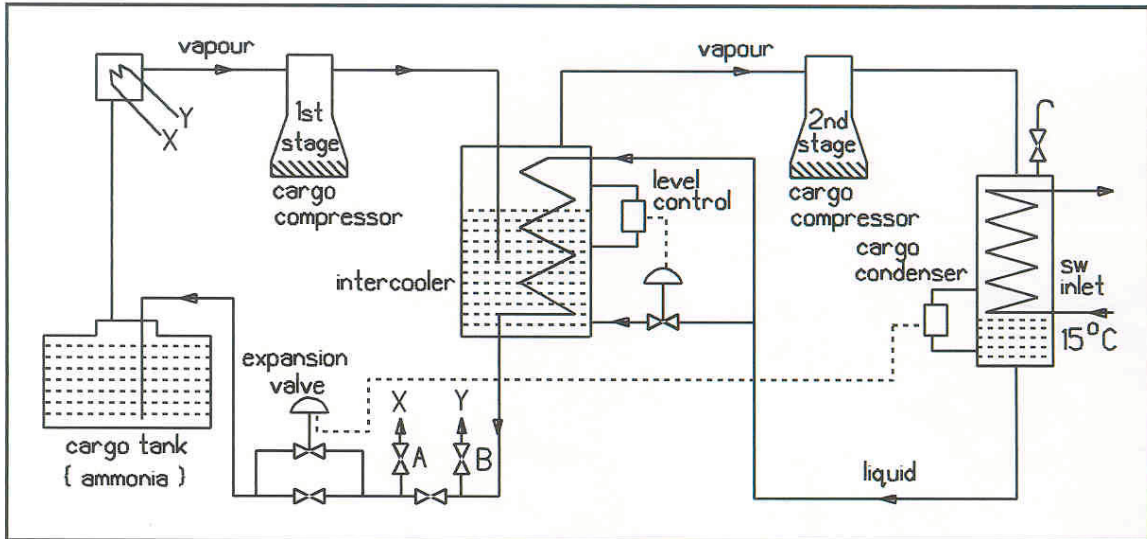 vapour
Y
X
1st
stage
cargo
compressor
vapour
2nd
stage
cargo
compressor
level
control
intercooler
cargo
condenser
sw
inlet
15°C
expansion
valve
X
Y
A
B
cargo tank
{ ammonia }
liquid